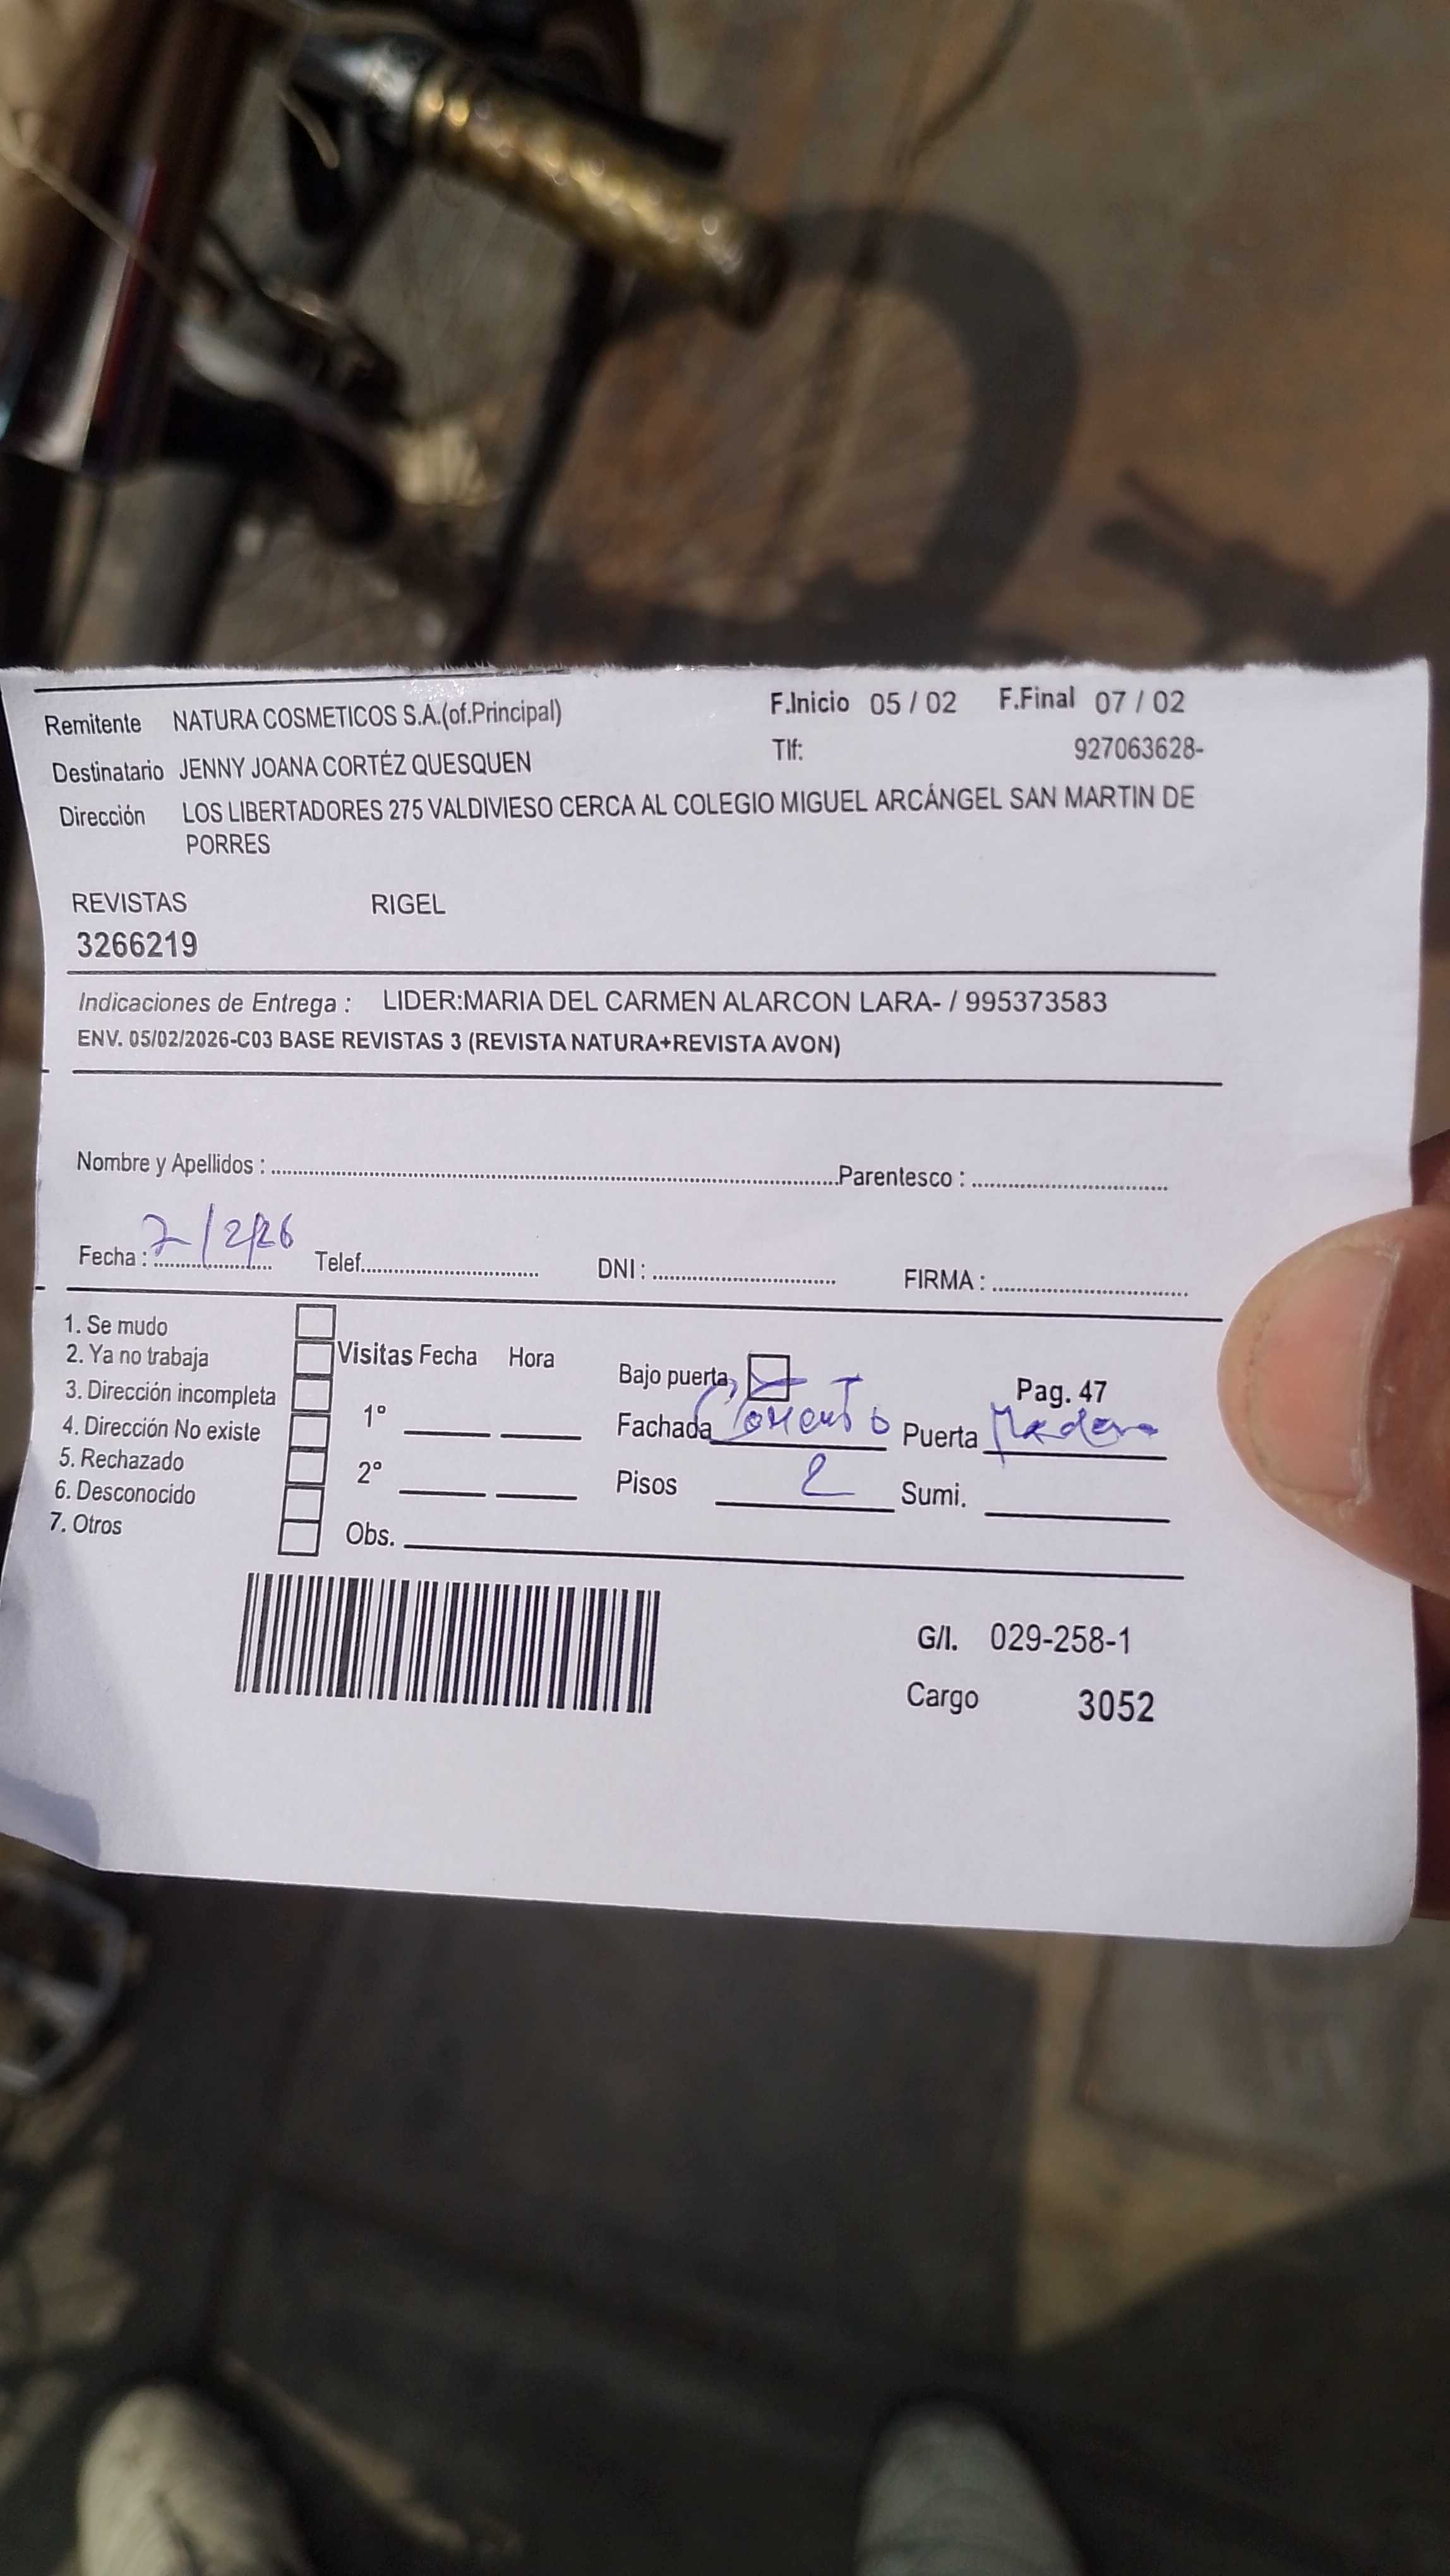 Remitente NATURA COSMETICOS S.A.(of.Principal) F.Inicio 05 / 02 F.Final 07 / 02
Destinatario JENNY JOANA CORTÉZ QUESQUEN Tlf: 927063628-
Dirección LOS LIBERTADORES 275 VALDIVIESO CERCA AL COLEGIO MIGUEL ARCÁNGEL SAN MARTIN DE
PORRES
REVISTAS RIGEL
3266219
Indicaciones de Entrega : LIDER:MARIA DEL CARMEN ALARCON LARA- / 995373583
ENV. 05/02/2026-C03 BASE REVISTAS 3 (REVISTA NATURA+REVISTA AVON)
Nombre y Apellidos : Parentesco :
Fecha : 7/2/26 Telef. DNI : FIRMA :
1. Se mudo
2. Ya no trabaja
3. Dirección incompleta
4. Dirección No existe
5. Rechazado
6. Desconocido
7. Otros
Visitas Fecha Hora
1°
2°
Obs.
Bajo puerta Pag. 47
Fachada Puerta Madera
Pisos 2 Sumi.
G/I. 029-258-1
Cargo 3052